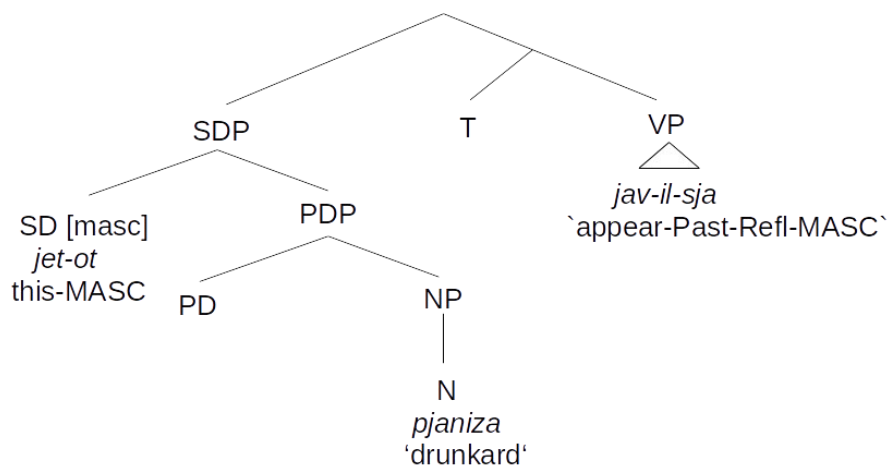 SDP
T
VP
jav-il-sja
`appear-Past-Refl-MASC`
SD [masc]
jet-ot
this-MASC
PDP
PD
NP
N
pjaniza
‘drunkard‘